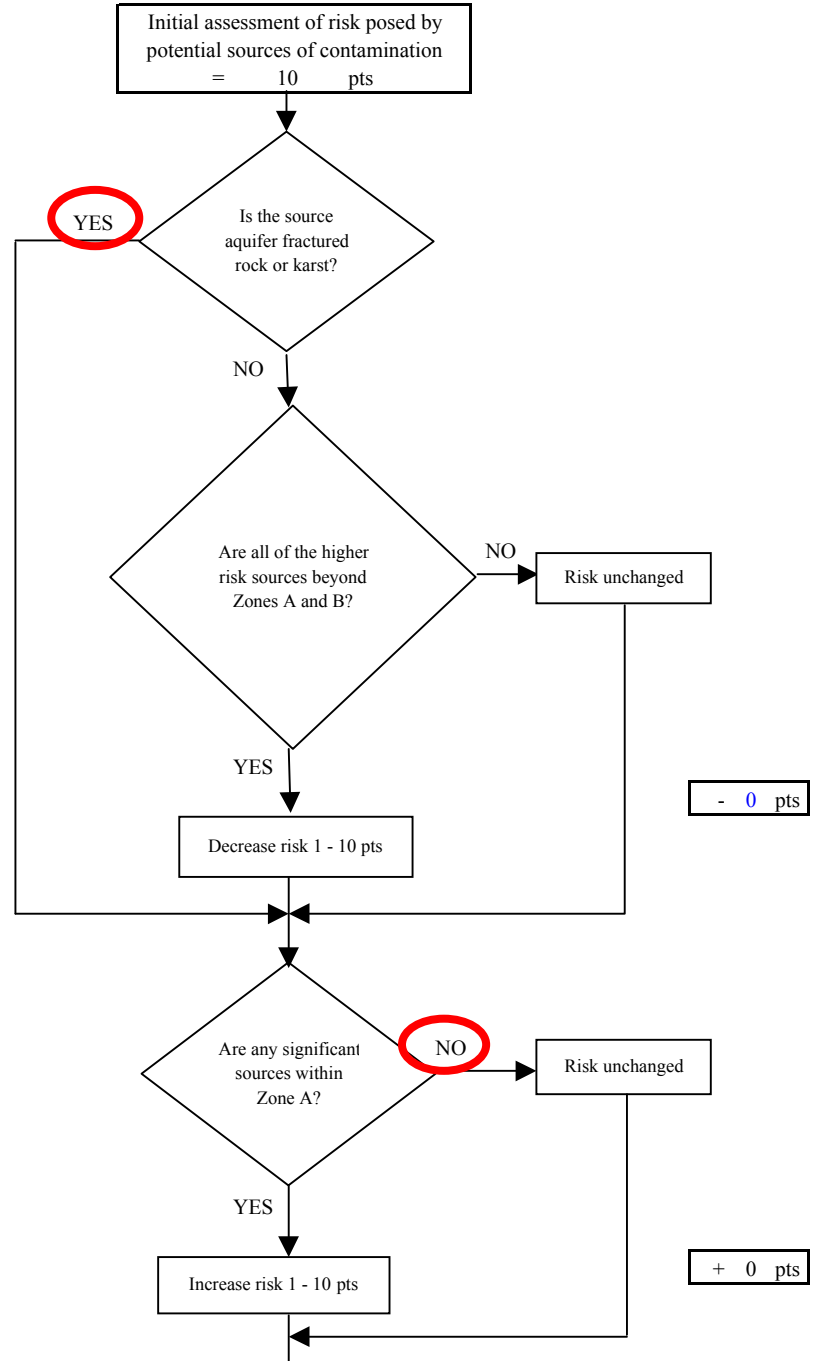 Initial assessment of risk posed by
potential sources of contamination
= 10 pts
YES
Is the source
aquifer fractured
rock or karst?
NO
Are all of the higher
risk sources beyond
Zones A and B?
NO
Risk unchanged
YES
- 0 pts
Decrease risk 1 - 10 pts
Are any significant
sources within
Zone A?
NO
Risk unchanged
YES
+ 0 pts
Increase risk 1 - 10 pts